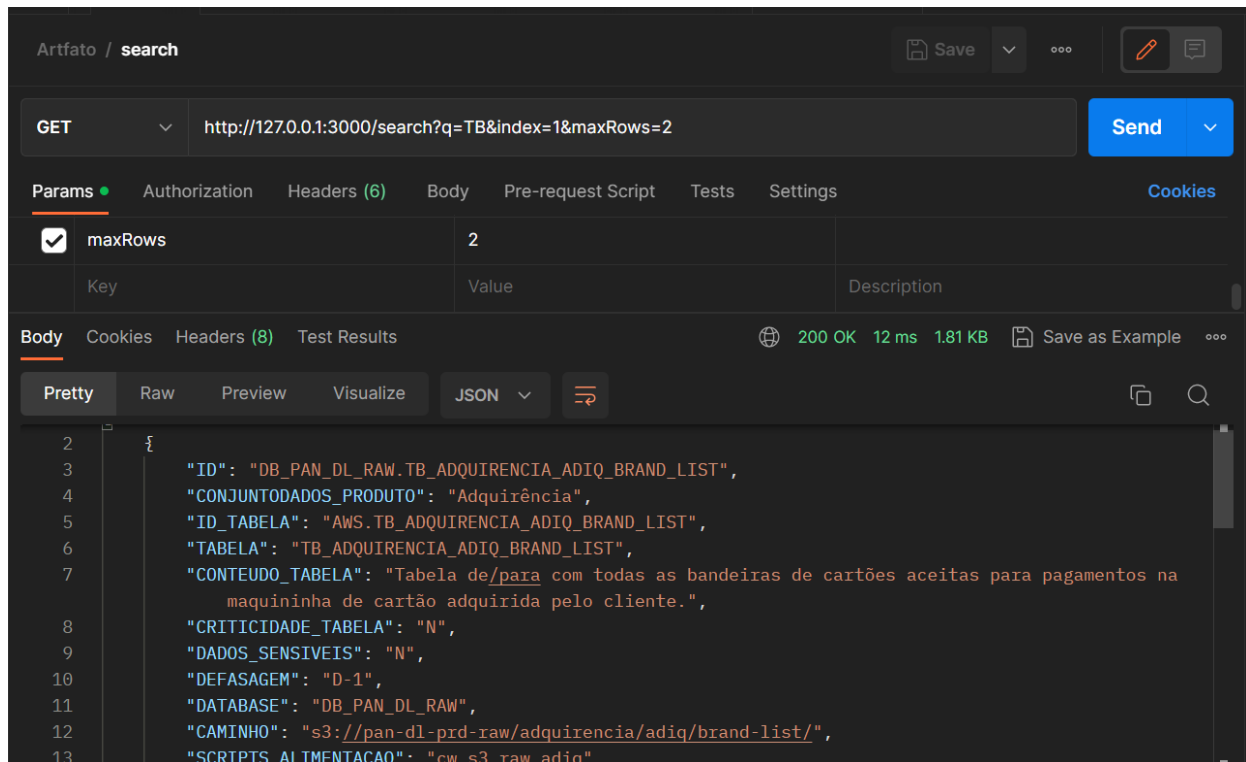 Artfato / search
Save
GET http://127.0.0.1:3000/search?q=TB&index=1&maxRows=2 Send
Params Authorization Headers (6) Body Pre-request Script Tests Settings Cookies
maxRows 2
Key Value Description
Body Cookies Headers (8) Test Results 200 OK 12 ms 1.81 KB Save as Example
Pretty Raw Preview Visualize JSON
2 {
3 "ID": "DB_PAN_DL_RAW.TB_ADQUIRENCIA_ADIQ_BRAND_LIST",
4 "CONJUNTODADOS_PRODUTO": "Adquirência",
5 "ID_TABELA": "AWS.TB_ADQUIRENCIA_ADIQ_BRAND_LIST",
6 "TABELA": "TB_ADQUIRENCIA_ADIQ_BRAND_LIST",
7 "CONTEUDO_TABELA": "Tabela de/para com todas as bandeiras de cartões aceitas para pagamentos na
maquininha de cartão adquirida pelo cliente.",
8 "CRITICIDADE_TABELA": "N",
9 "DADOS_SENSIVEIS": "N",
10 "DEFASAGEM": "D-1",
11 "DATABASE": "DB_PAN_DL_RAW",
12 "CAMINHO": "s3://pan-dl-prd-raw/adquirencia/adiq/brand-list/",
13 "SCRIPTS_ALIMENTACAO": "cw_s3_raw_adiq"